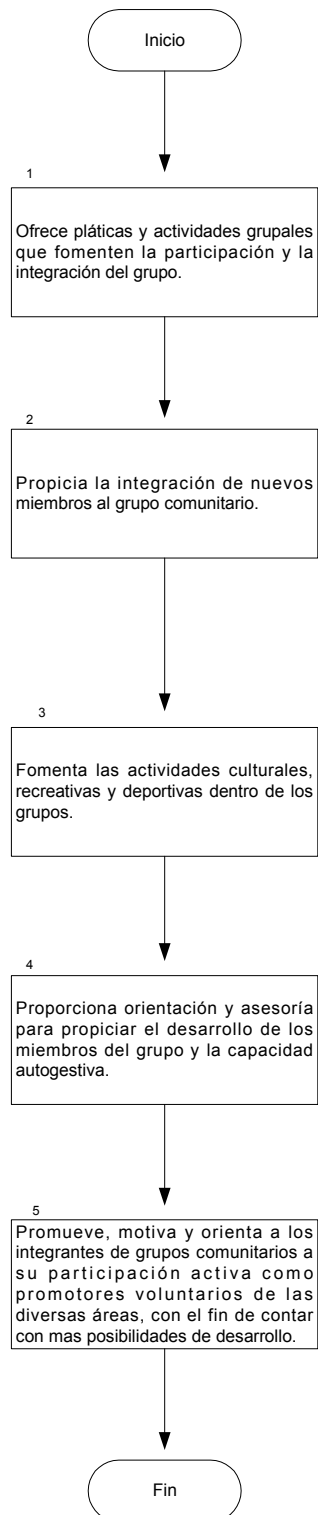 Inicio
1
Ofrece pláticas y actividades grupales
que fomenten la participación y la
integración del grupo.
2
Propicia la integración de nuevos
miembros al grupo comunitario.
3
Fomenta las actividades culturales,
recreativas y deportivas dentro de los
grupos.
4
Proporciona orientación y asesoría
para propiciar el desarrollo de los
miembros del grupo y la capacidad
autogestiva.
5
Promueve, motiva y orienta a los
integrantes de grupos comunitarios a
su participación activa como
promotores voluntarios de las
diversas áreas, con el fin de contar
con mas posibilidades de desarrollo.
Fin